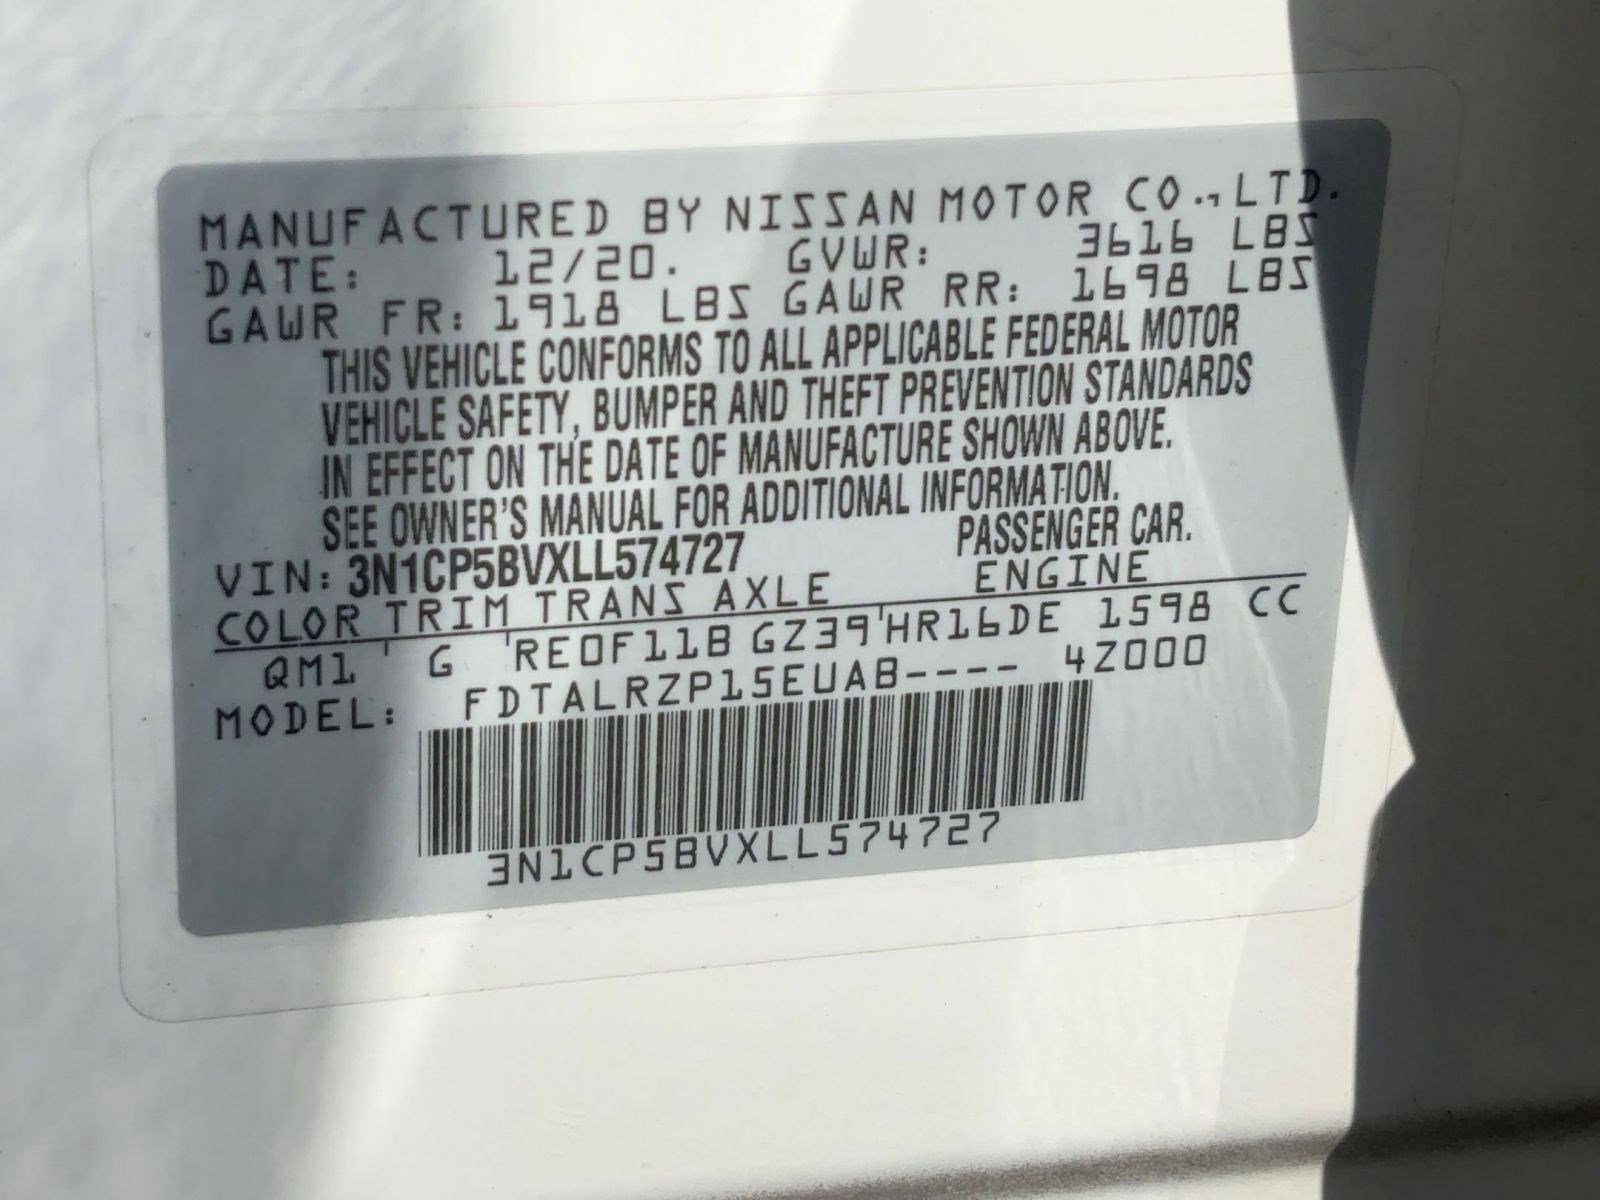 MANUFACTURED BY NISSAN MOTOR CO.,LTD.
DATE: 12/20. GVWR: 3616 LBS
GAWR FR: 1918 LBS GAWR RR: 1698 LBS
THIS VEHICLE CONFORMS TO ALL APPLICABLE FEDERAL MOTOR
VEHICLE SAFETY, BUMPER AND THEFT PREVENTION STANDARDS
IN EFFECT ON THE DATE OF MANUFACTURE SHOWN ABOVE.
SEE OWNER'S MANUAL FOR ADDITIONAL INFORMATION.
VIN: 3N1CP5BVXLL574727 PASSENGER CAR.
COLOR TRIM TRANS AXLE ENGINE
QM1 ' G 'RE0F11B GZ39'HR16DE 1598 CC
MODEL: FDTALRZP15EUAB---- 4Z000
3N1CP5BVXLL574727